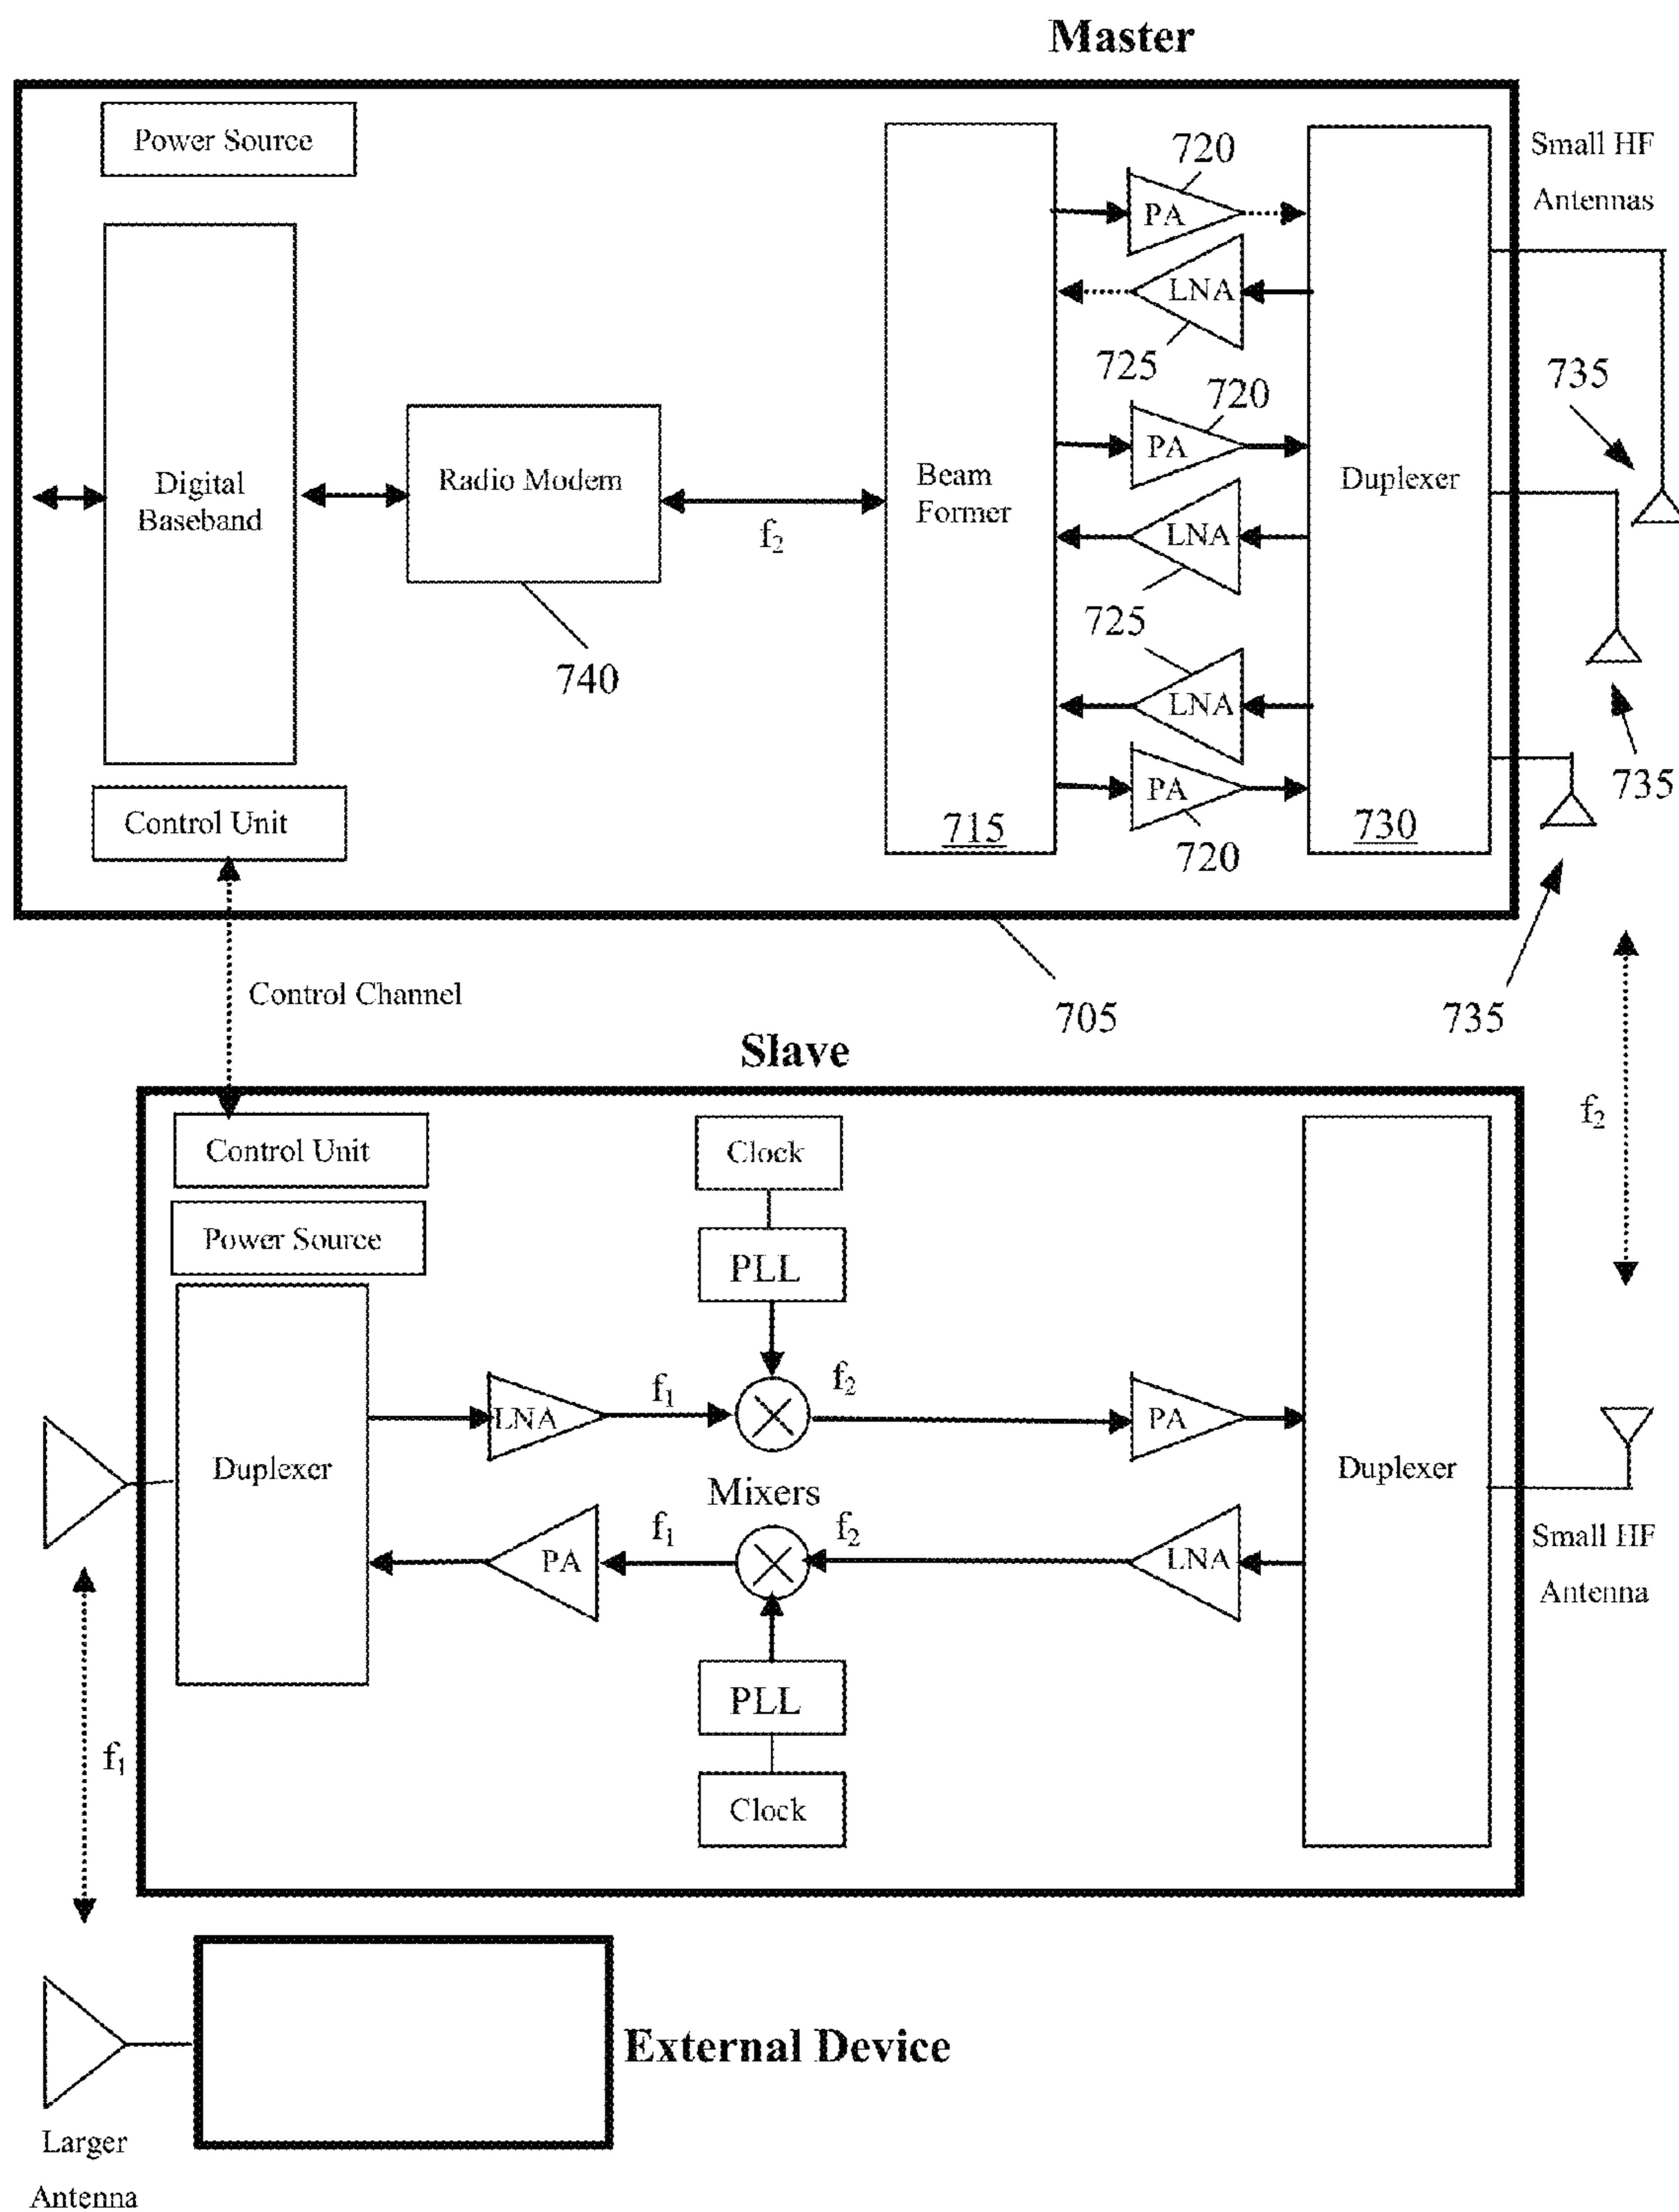 Master
Power Source
Small HF
Antennas
720
PA
LNA
725
720
PA
735
Digital
Baseband
Radio Modem
f2
Beam
Former
Duplexer
LNA
725
740
LNA
735
PA
Control Unit
715
720
730
Control Channel
705
735
Slave
f2
Control Unit
Clock
Power Source
PLL
LNA
f1
f2
PA
Duplexer
Mixers
Duplexer
f1
f2
PA
LNA
Small HF
Antenna
PLL
f1
Clock
External Device
Larger
Antenna